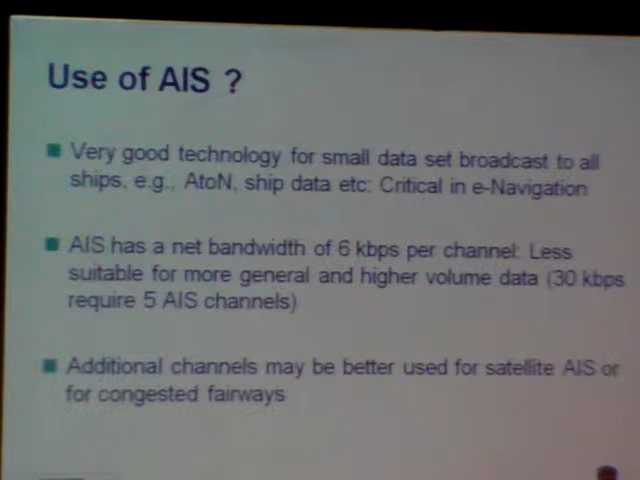 Use of AIS ?
Very good technology for small data set broadcast to all
ships, e.g., AtoN, ship data etc: Critical in e-Navigation
AIS has a net bandwidth of 6 kbps per channel: Less
suitable for more general and higher volume data (30 kbps
require 5 AIS channels)
Additional channels may be better used for satellite AIS or
for congested fairways